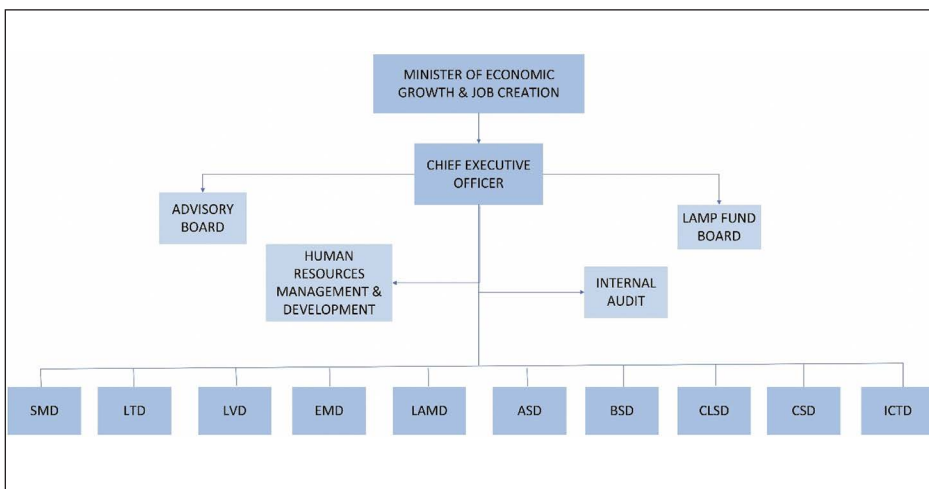 MINISTER OF ECONOMIC
GROWTH & JOB CREATION
CHIEF EXECUTIVE
OFFICER
ADVISORY
BOARD
LAMP FUND
BOARD
HUMAN
RESOURCES
MANAGEMENT &
DEVELOPMENT
INTERNAL
AUDIT
SMD
LTD
LVD
EMD
LAMD
ASD
BSD
CLSD
CSD
ICTD